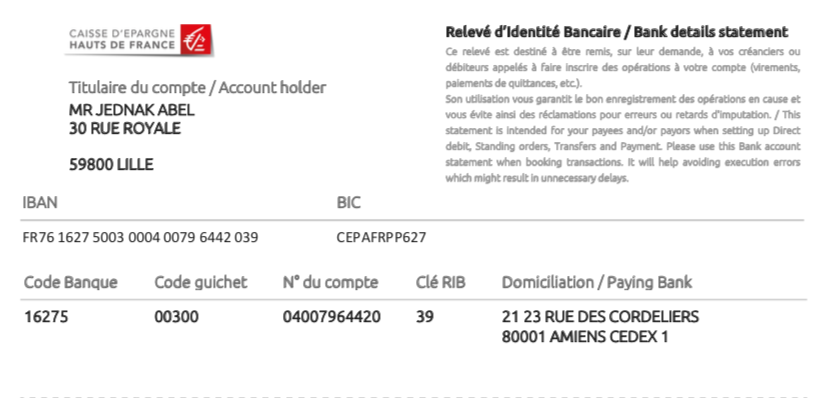 CAISSE D'EPARGNE
HAUTS DE FRANCE
Relevé d'Identité Bancaire / Bank details statement
Ce relevé est destiné à être remis, sur leur demande, à vos créanciers ou
débiteurs appelés à faire inscrire des opérations à votre compte (virements,
paiements de quittances, etc.).
Son utilisation vous garantit le bon enregistrement des opérations en cause et
vous évite ainsi des réclamations pour erreurs ou retards d'imputation. / This
statement is intended for your payees and/or payors when setting up Direct
debit, Standing orders, Transfers and Payment. Please use this Bank account
statement when booking transactions. It will help avoiding execution errors
which might result in unnecessary delays.
Titulaire du compte / Account holder
MR JEDNAK ABEL
30 RUE ROYALE
59800 LILLE
IBAN BIC
FR76 1627 5003 0004 0079 6442 039 CEPAFRPP627
Code Banque Code guichet N° du compte Clé RIB Domiciliation / Paying Bank
16275 00300 04007964420 39 21 23 RUE DES CORDELIERS
80001 AMIENS CEDEX 1